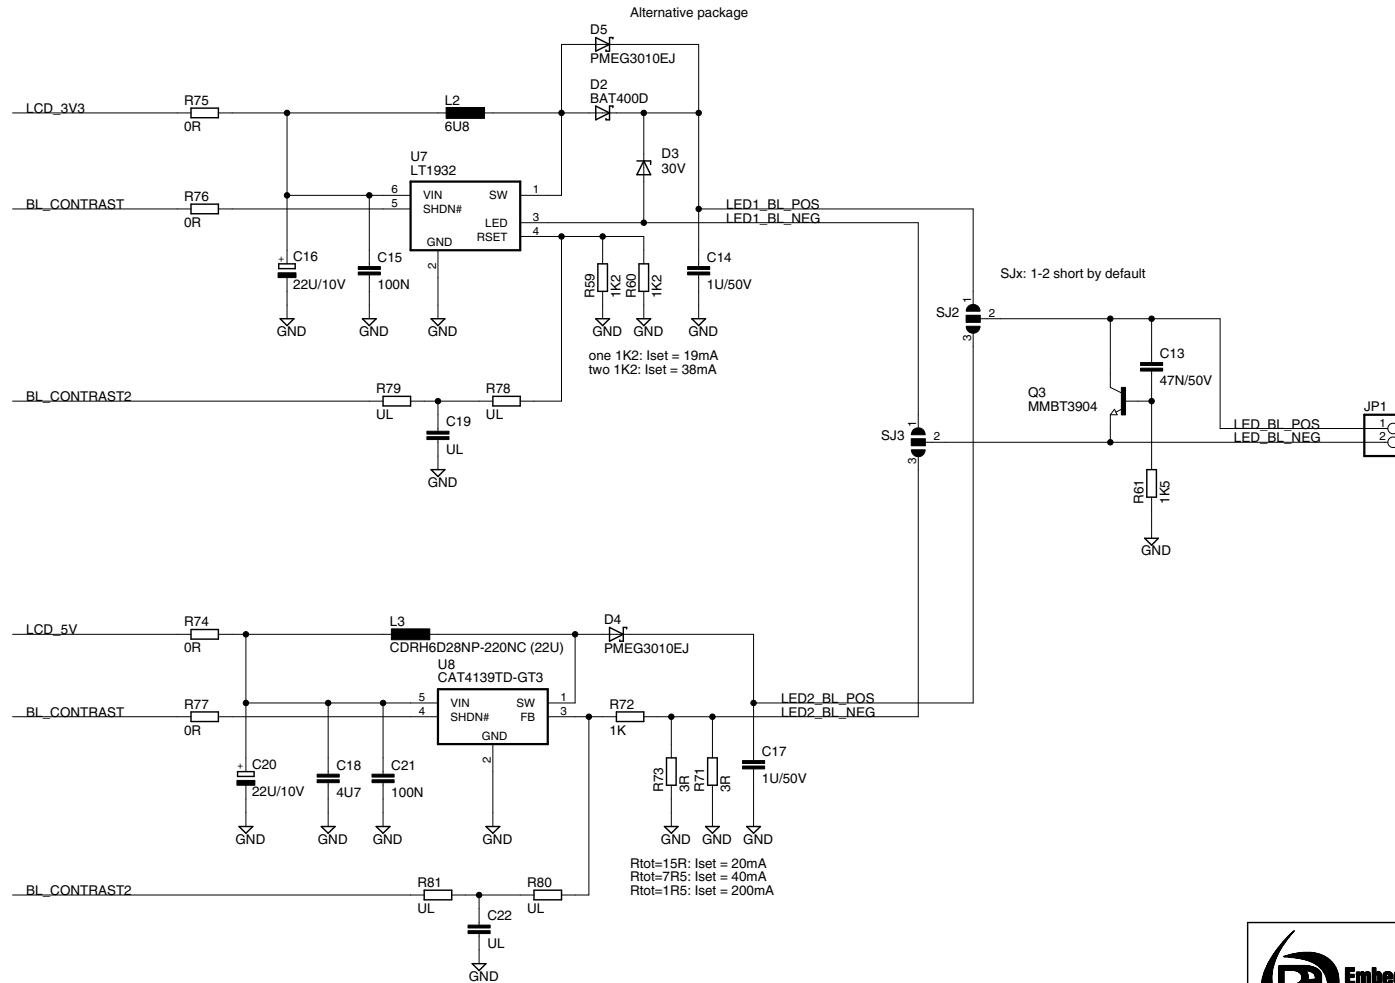 Alternative package
D5
PMEG3010EJ
D2
BAT400D
LCD_3V3
R75
0R
L2
6U8
D3
30V
U7
LT1932
6
VIN
SW
1
5
SHDN#
LED
3
RSET
4
GND
2
BL_CONTRAST
R76
0R
LED1_BL_POS
LED1_BL_NEG
+
C16
22U/10V
GND
C15
100N
GND
GND
R59
1K2
GND
R60
1K2
GND
C14
1U/50V
GND
one 1K2: Iset = 19mA
two 1K2: Iset = 38mA
SJx: 1-2 short by default
SJ2
1
2
3
C13
47N/50V
Q3
MMBT3904
BL_CONTRAST2
R79
UL
R78
UL
C19
UL
GND
SJ3
1
2
3
JP1
LED_BL_POS
1
LED_BL_NEG
2
R61
1K5
GND
LCD_5V
R74
0R
L3
CDRH6D28NP-220NC (22U)
D4
PMEG3010EJ
U8
CAT4139TD-GT3
5
VIN
SW
1
4
SHDN#
FB
3
GND
2
BL_CONTRAST
R77
0R
R72
1K
LED2_BL_POS
LED2_BL_NEG
+
C20
22U/10V
GND
C18
4U7
GND
C21
100N
GND
GND
R73
3R
GND
R71
3R
GND
C17
1U/50V
GND
Rtot=15R: Iset = 20mA
Rtot=7R5: Iset = 40mA
Rtot=1R5: Iset = 200mA
BL_CONTRAST2
R81
UL
R80
UL
C22
UL
GND